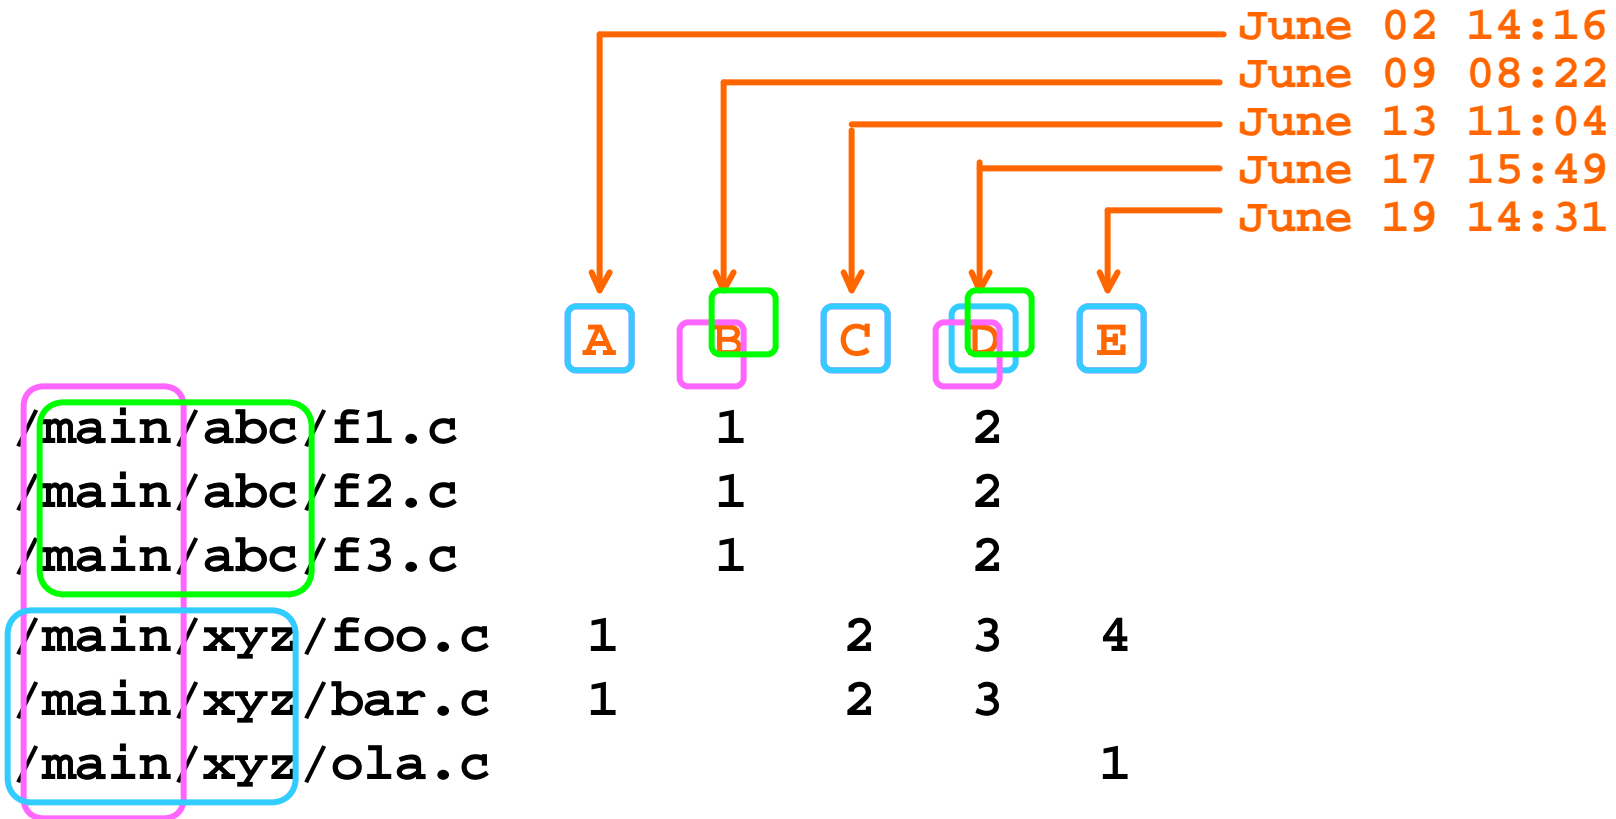 June 02 14:16
June 09 08:22
June 13 11:04
June 17 15:49
June 19 14:31
A B C D E
/main/abc/f1.c 1 2
/main/abc/f2.c 1 2
/main/abc/f3.c 1 2
/main/xyz/foo.c 1 2 3 4
/main/xyz/bar.c 1 2 3
/main/xyz/ola.c 1